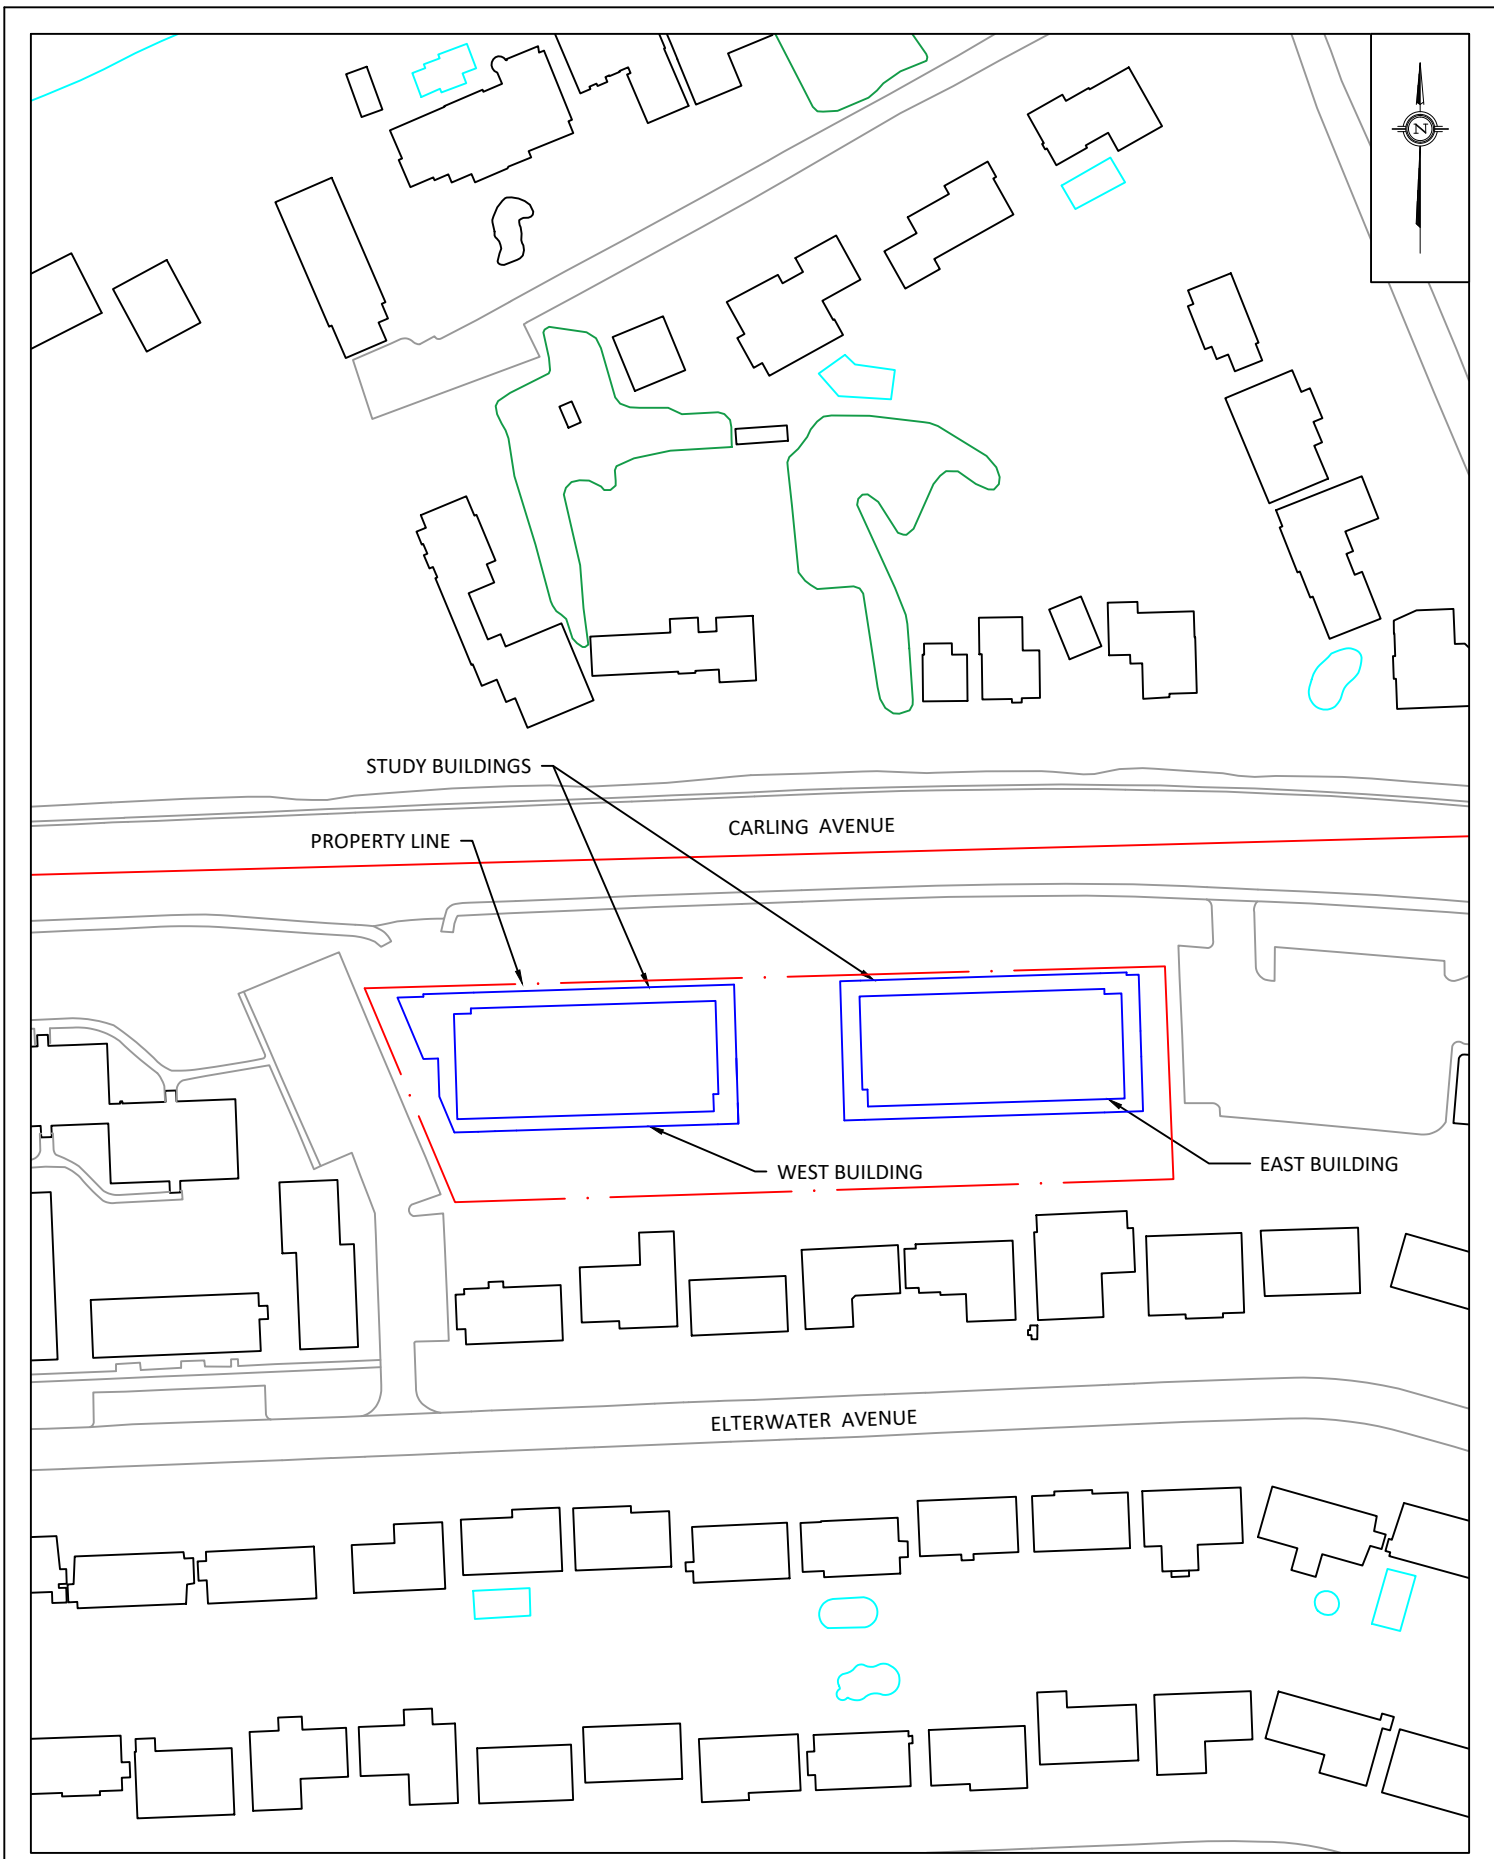 N
STUDY BUILDINGS
CARLING AVENUE
PROPERTY LINE
WEST BUILDING
EAST BUILDING
ELTERWATER AVENUE